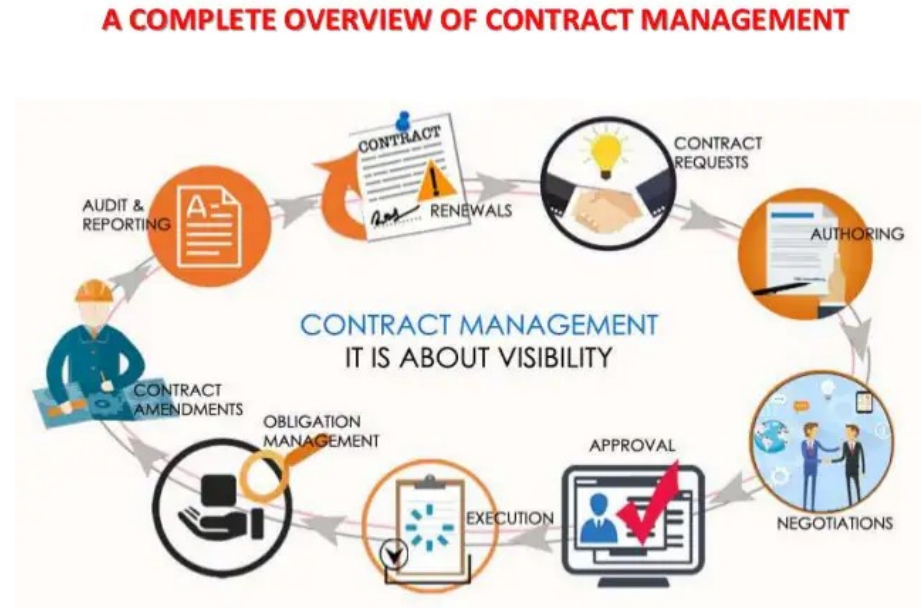 A COMPLETE OVERVIEW OF CONTRACT MANAGEMENT
CONTRACT
RENEWALS
CONTRACT
REQUESTS
AUTHORING
AUDIT &
REPORTING
A-
CONTRACT MANAGEMENT
IT IS ABOUT VISIBILITY
CONTRACT
AMENDMENTS
OBLIGATION
MANAGEMENT
EXECUTION
APPROVAL
NEGOTIATIONS